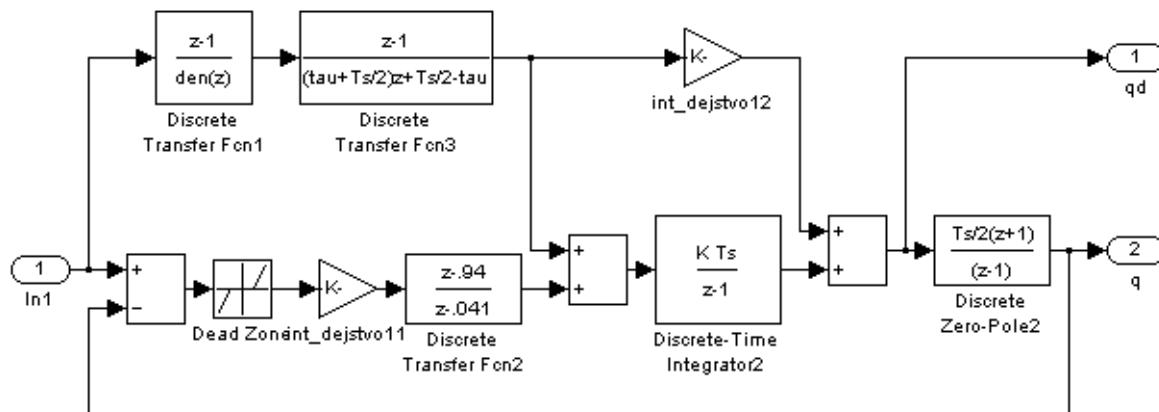 z-1
den(z)
Discrete
Transfer Fcn1
z-1
(tau+Ts/2)z+Ts/2-tau
Discrete
Transfer Fcn3
K-
int_dejstvo12
1
qd
1
In1
+
−
Dead Zone
int_dejstvo11
K-
z-.94
z-.041
Discrete
Transfer Fcn2
+
+
K Ts
z-1
Discrete-Time
Integrator2
+
+
Ts/2(z+1)
(z-1)
Discrete
Zero-Pole2
2
q